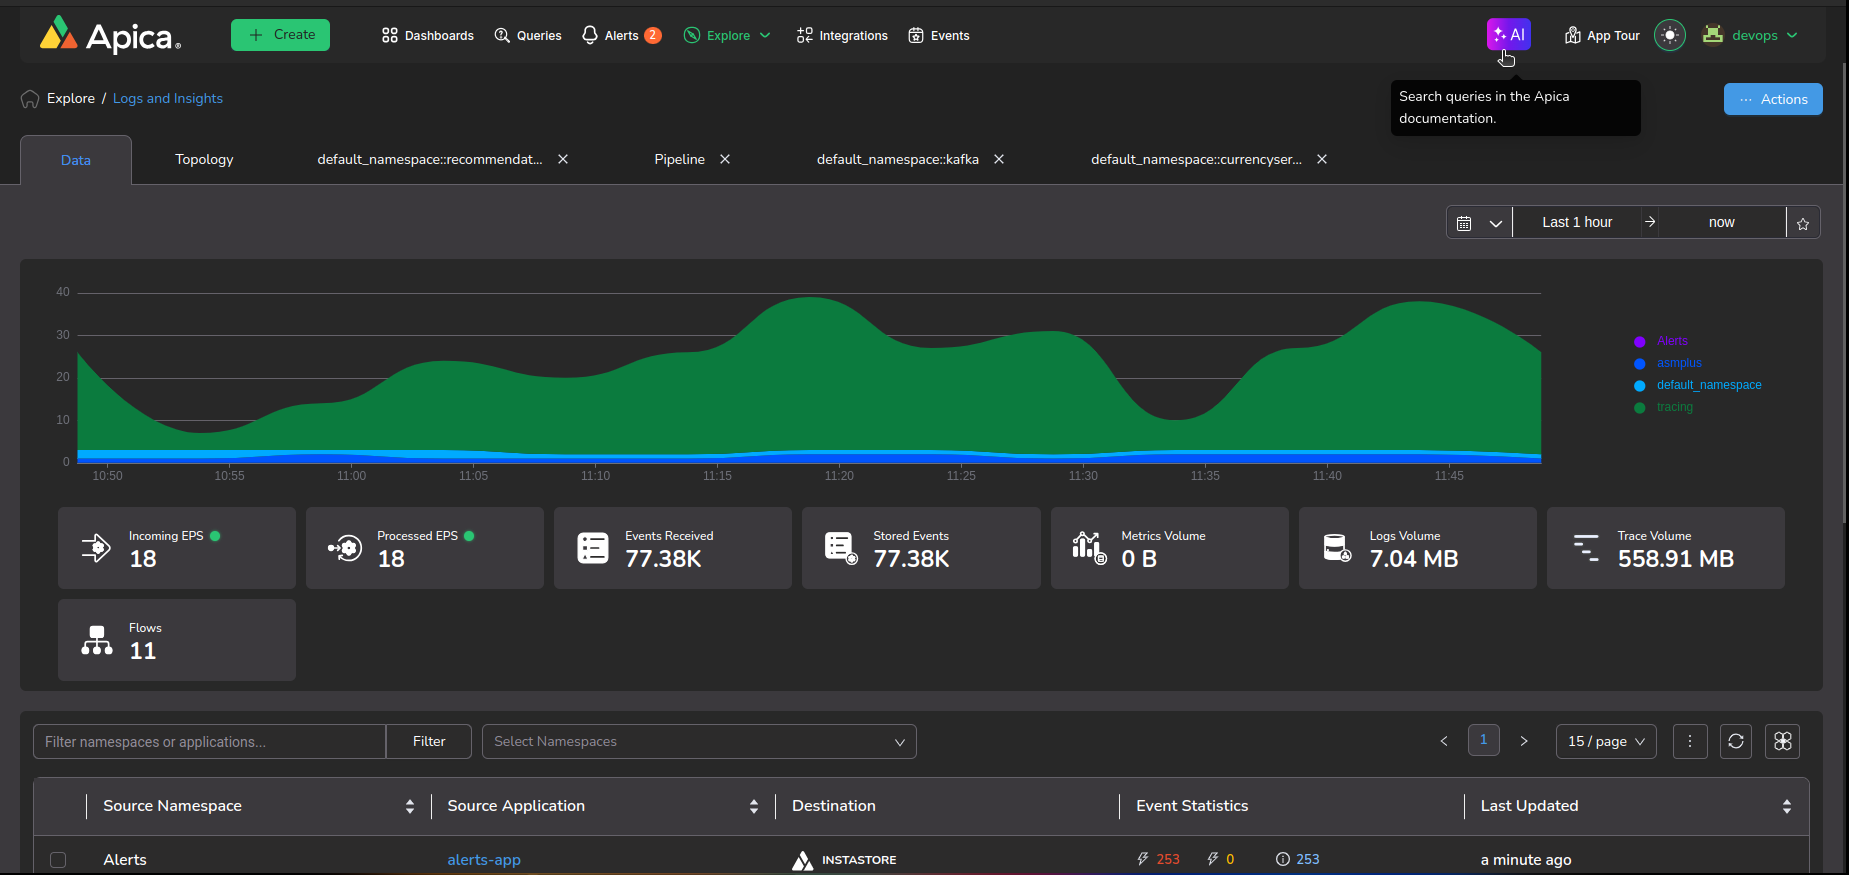 Apica.
+ Create
Dashboards
Queries
Alerts 2
Explore
Integrations
Events
AI
App Tour
devops
Search queries in the Apica
documentation.
Explore / Logs and Insights
··· Actions
Data
Topology
default_namespace::recommendat...
Pipeline
default_namespace::kafka
default_namespace::currencyser...
Last 1 hour → now
40
30
20
10
0
10:50 10:55 11:00 11:05 11:10 11:15 11:20 11:25 11:30 11:35 11:40 11:45
Alerts
asmplus
default_namespace
tracing
Incoming EPS
18
Processed EPS
18
Events Received
77.38K
Stored Events
77.38K
Metrics Volume
0 B
Logs Volume
7.04 MB
Trace Volume
558.91 MB
Flows
11
Filter namespaces or applications...
Filter
Select Namespaces
< 1 >
15 / page
Source Namespace
Source Application
Destination
Event Statistics
Last Updated
Alerts
alerts-app
INSTASTORE
253 0 253
a minute ago